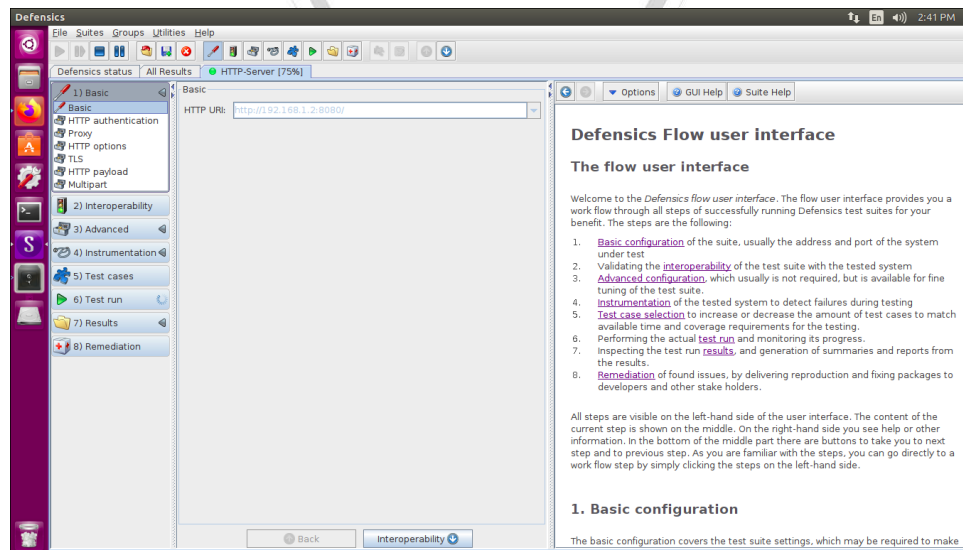 Defensics
En
2:41 PM
File Suites Groups Utilities Help
Defensics status
All Results
HTTP-Server [75%]
1) Basic
Basic
HTTP authentication
Proxy
HTTP options
TLS
HTTP payload
Multipart
2) Interoperability
3) Advanced
4) Instrumentation
5) Test cases
6) Test run
7) Results
8) Remediation
Basic
HTTP URI: http://192.168.1.2:8080/
Back
Interoperability
Options
GUI Help
Suite Help
Defensics Flow user interface
The flow user interface
Welcome to the Defensics flow user interface. The flow user interface provides you a
work flow through all steps of successfully running Defensics test suites for your
benefit. The steps are the following:
1. Basic configuration of the suite, usually the address and port of the system
under test
2. Validating the interoperability of the test suite with the tested system
3. Advanced configuration, which usually is not required, but is available for fine
tuning of the test suite.
4. Instrumentation of the tested system to detect failures during testing
5. Test case selection to increase or decrease the amount of test cases to match
available time and coverage requirements for the testing.
6. Performing the actual test run and monitoring its progress.
7. Inspecting the test run results, and generation of summaries and reports from
the results.
8. Remediation of found issues, by delivering reproduction and fixing packages to
developers and other stake holders.
All steps are visible on the left-hand side of the user interface. The content of the
current step is shown on the middle. On the right-hand side you see help or other
information. In the bottom of the middle part there are buttons to take you to next
step and to previous step. As you are familiar with the steps, you can go directly to a
work flow step by simply clicking the steps on the left-hand side.
1. Basic configuration
The basic configuration covers the test suite settings, which may be required to make